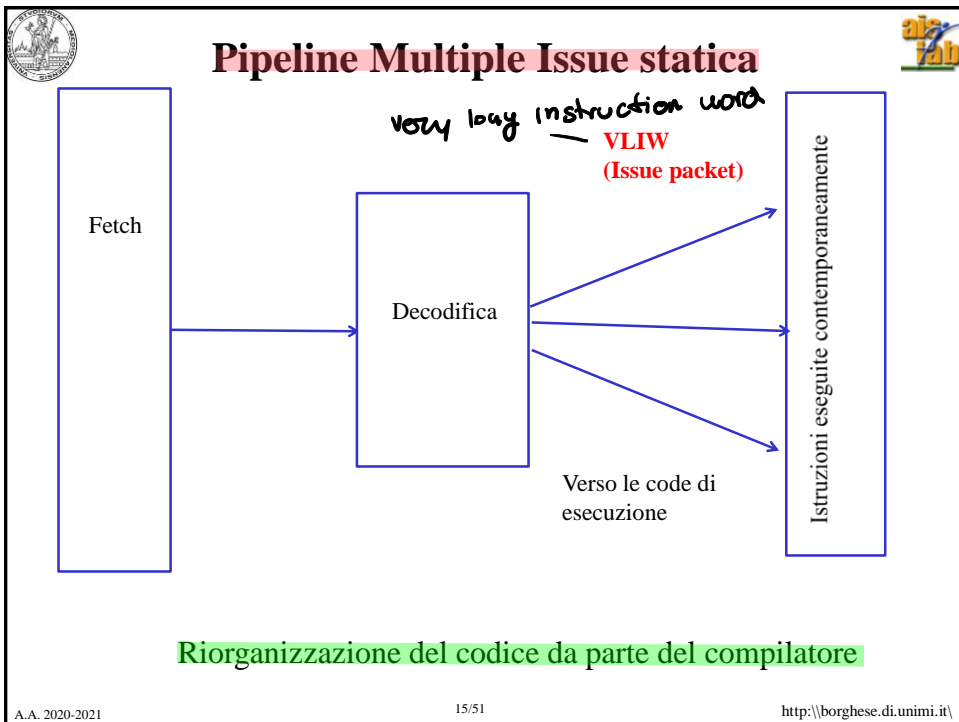 Pipeline Multiple Issue statica
very long instruction word
VLIW
(Issue packet)
Fetch
Decodifica
Istruzioni eseguite contemporaneamente
Verso le code di
esecuzione
Riorganizzazione del codice da parte del compilatore
A.A. 2020-2021
15/51
http:\\borghese.di.unimi.it\